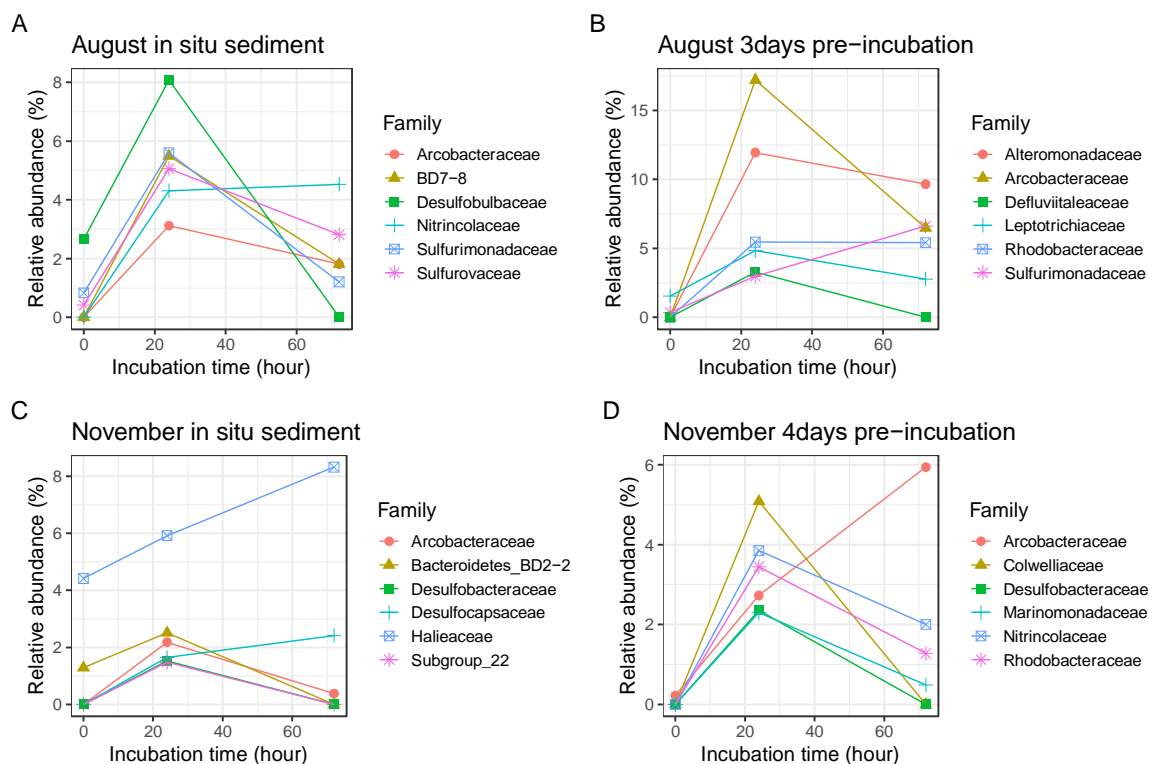 A
August in situ sediment
Relative abundance (%)
8
6
4
2
0
0
20
40
60
Incubation time (hour)
Family
Arcobacteraceae
BD7−8
Desulfobulbaceae
Nitrincolaceae
Sulfurimonadaceae
Sulfurovaceae
B
August 3days pre−incubation
Relative abundance (%)
15
10
5
0
0
20
40
60
Incubation time (hour)
Family
Alteromonadaceae
Arcobacteraceae
Defluviitaleaceae
Leptotrichiaceae
Rhodobacteraceae
Sulfurimonadaceae
C
November in situ sediment
Relative abundance (%)
8
6
4
2
0
0
20
40
60
Incubation time (hour)
Family
Arcobacteraceae
Bacteroidetes_BD2−2
Desulfobacteraceae
Desulfocapsaceae
Halieaceae
Subgroup_22
D
November 4days pre−incubation
Relative abundance (%)
6
4
2
0
0
20
40
60
Incubation time (hour)
Family
Arcobacteraceae
Colwelliaceae
Desulfobacteraceae
Marinomonadaceae
Nitrincolaceae
Rhodobacteraceae